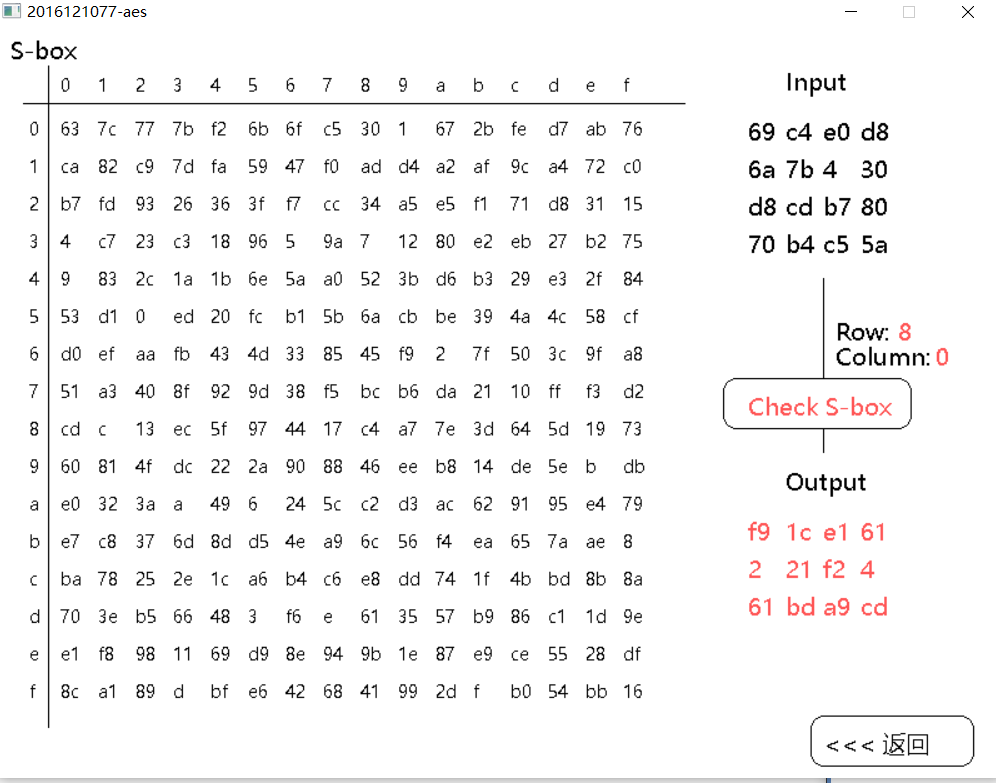 2016121077-aes
S-box
0 1 2 3 4 5 6 7 8 9 a b c d e f
0 63 7c 77 7b f2 6b 6f c5 30 1 67 2b fe d7 ab 76
1 ca 82 c9 7d fa 59 47 f0 ad d4 a2 af 9c a4 72 c0
2 b7 fd 93 26 36 3f f7 cc 34 a5 e5 f1 71 d8 31 15
3 4 c7 23 c3 18 96 5 9a 7 12 80 e2 eb 27 b2 75
4 9 83 2c 1a 1b 6e 5a a0 52 3b d6 b3 29 e3 2f 84
5 53 d1 0 ed 20 fc b1 5b 6a cb be 39 4a 4c 58 cf
6 d0 ef aa fb 43 4d 33 85 45 f9 2 7f 50 3c 9f a8
7 51 a3 40 8f 92 9d 38 f5 bc b6 da 21 10 ff f3 d2
8 cd c 13 ec 5f 97 44 17 c4 a7 7e 3d 64 5d 19 73
9 60 81 4f dc 22 2a 90 88 46 ee b8 14 de 5e b db
a e0 32 3a a 49 6 24 5c c2 d3 ac 62 91 95 e4 79
b e7 c8 37 6d 8d d5 4e a9 6c 56 f4 ea 65 7a ae 8
c ba 78 25 2e 1c a6 b4 c6 e8 dd 74 1f 4b bd 8b 8a
d 70 3e b5 66 48 3 f6 e 61 35 57 b9 86 c1 1d 9e
e e1 f8 98 11 69 d9 8e 94 9b 1e 87 e9 ce 55 28 df
f 8c a1 89 d bf e6 42 68 41 99 2d f b0 54 bb 16
Input
69 c4 e0 d8
6a 7b 4 30
d8 cd b7 80
70 b4 c5 5a
Row: 8
Column: 0
Check S-box
Output
f9 1c e1 61
2 21 f2 4
61 bd a9 cd
<<< 返回